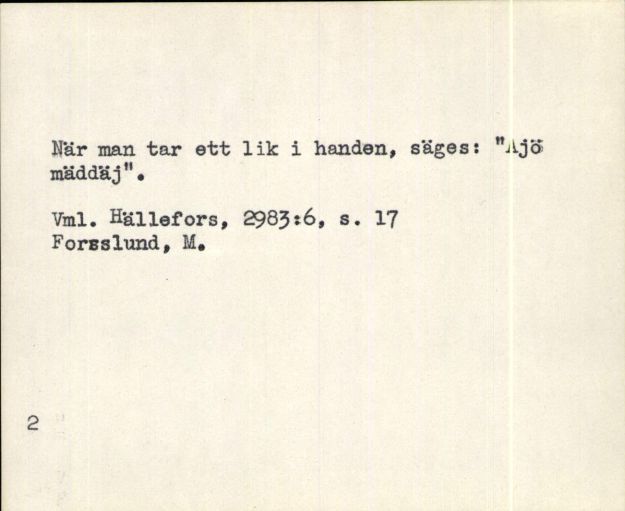 När man tar ett lik i handen, säges: "Ajö
mäddäj".
Vml. Hällefors, 2983:6, s. 17
Forsslund, M.
2